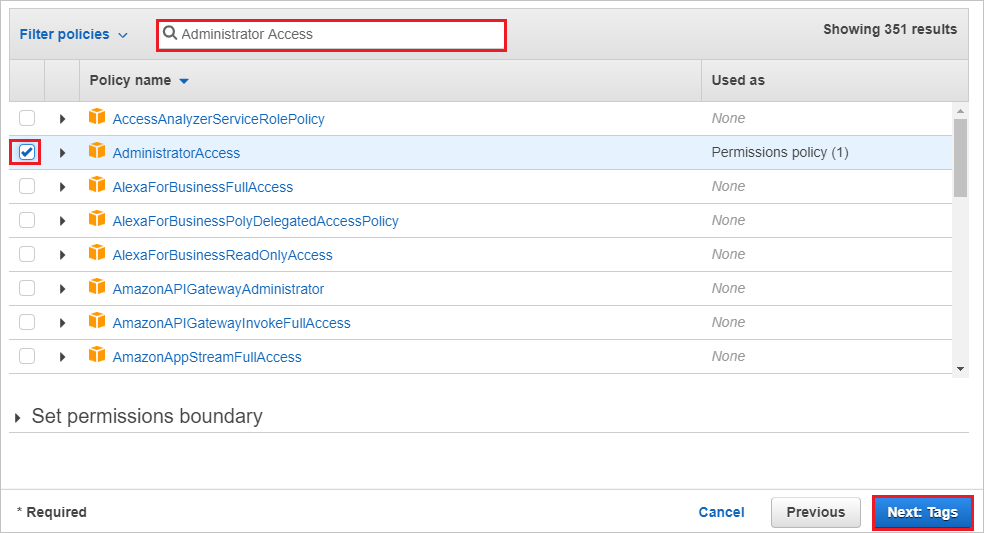 Filter policies
Administrator Access
Showing 351 results
Policy name
Used as
AccessAnalyzerServiceRolePolicy
None
AdministratorAccess
Permissions policy (1)
AlexaForBusinessFullAccess
None
AlexaForBusinessPolyDelegatedAccessPolicy
None
AlexaForBusinessReadOnlyAccess
None
AmazonAPIGatewayAdministrator
None
AmazonAPIGatewayInvokeFullAccess
None
AmazonAppStreamFullAccess
None
Set permissions boundary
* Required
Cancel
Previous
Next: Tags